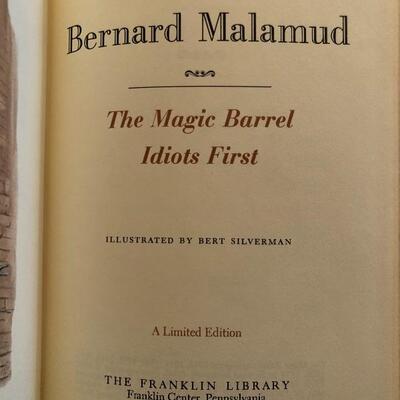 Bernard Malamud
The Magic Barrel
Idiots First
ILLUSTRATED BY BERT SILVERMAN
A Limited Edition
THE FRANKLIN LIBRARY
Franklin Center, Pennsylvania